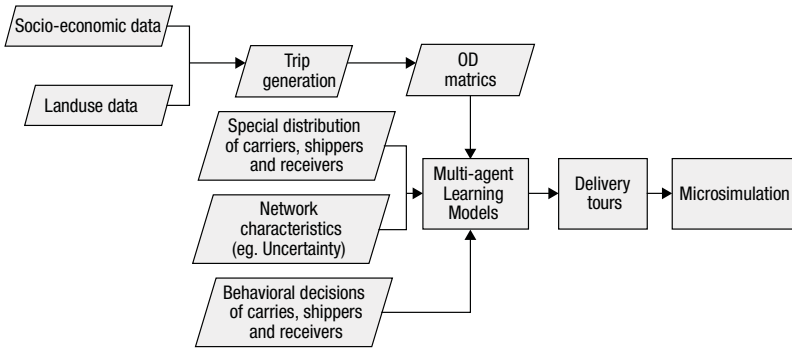 Socio-economic data
Landuse data
Trip
generation
OD
matrics
Special distribution
of carriers, shippers
and receivers
Network
characteristics
(eg. Uncertainty)
Behavioral decisions
of carries, shippers
and receivers
Multi-agent
Learning
Models
Delivery
tours
Microsimulation